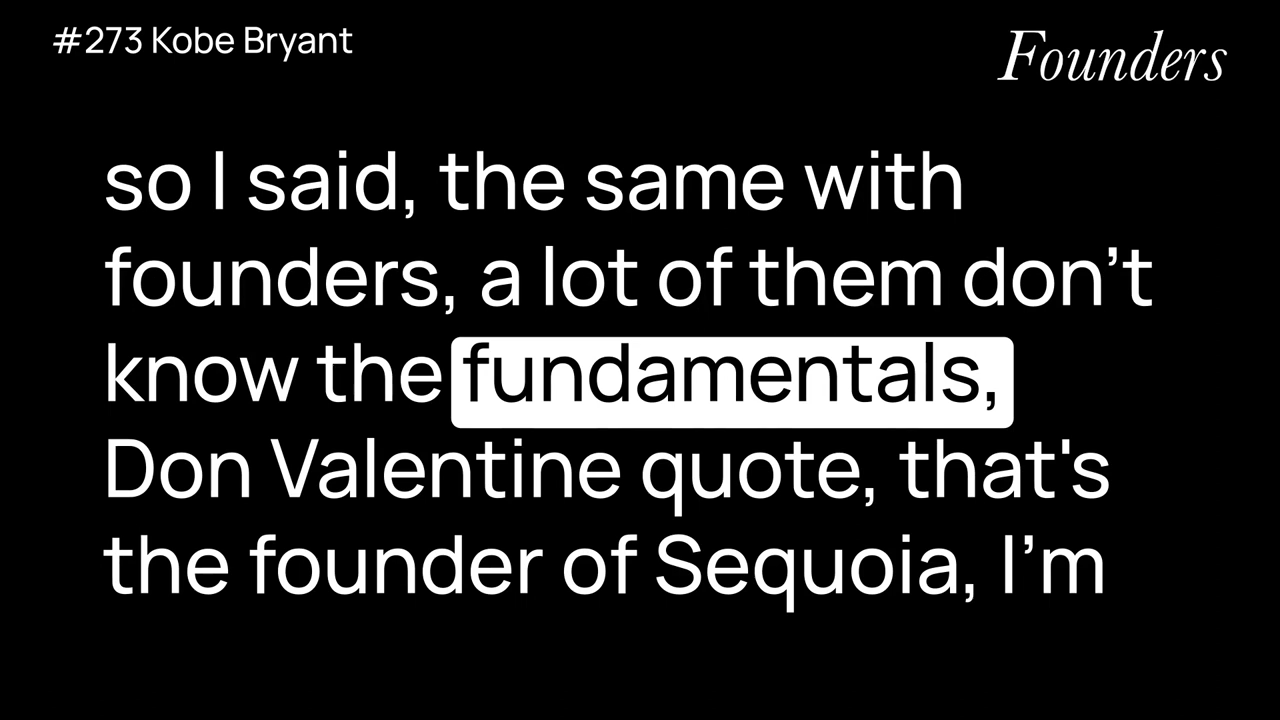 #273 Kobe Bryant
Founders
so I said, the same with
founders, a lot of them don’t
know the fundamentals,
Don Valentine quote, that's
the founder of Sequoia, I’m